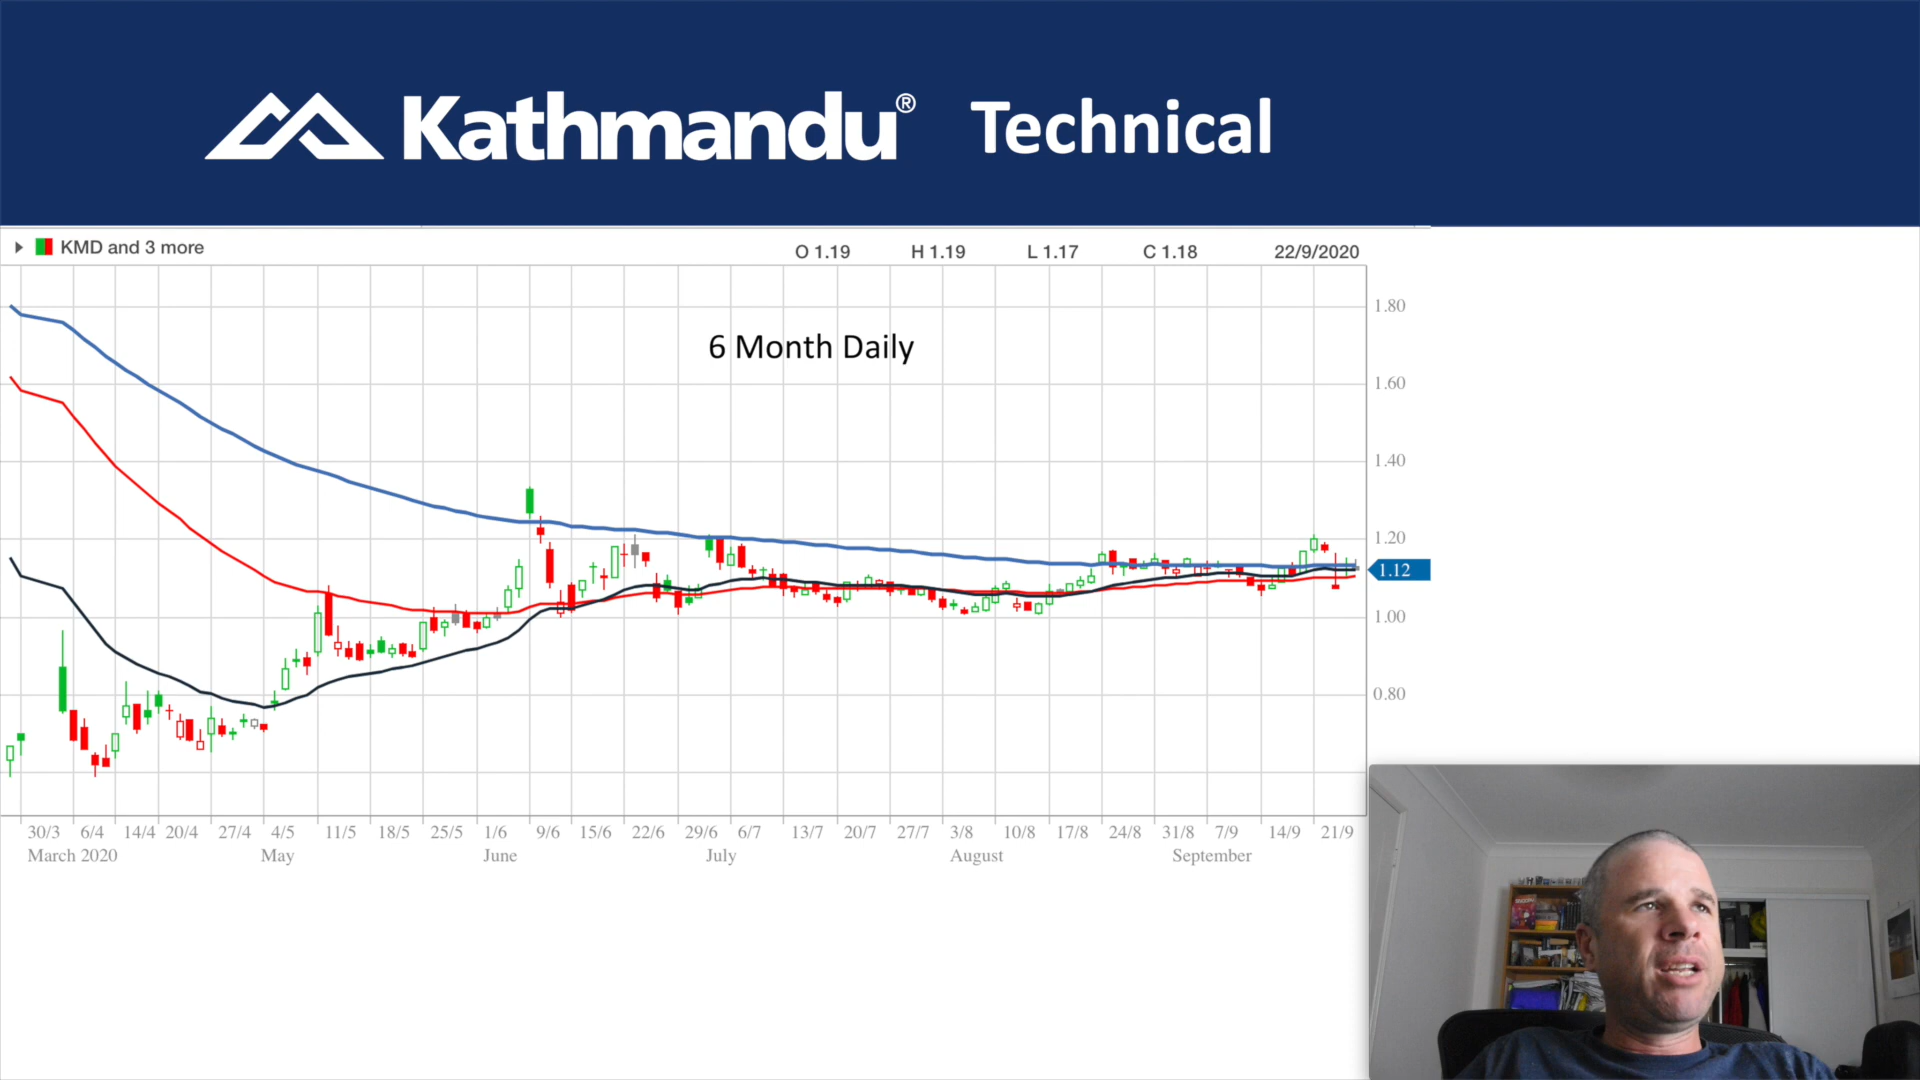 Kathmandu® Technical
KMD and 3 more O 1.19 H 1.19 L 1.17 C 1.18 22/9/2020
6 Month Daily
1.80
1.60
1.40
1.20
1.12
1.00
0.80
30/3 6/4 14/4 20/4 27/4 4/5 11/5 18/5 25/5 1/6 9/6 15/6 22/6 29/6 6/7 13/7 20/7 27/7 3/8 10/8 17/8 24/8 31/8 7/9 14/9 21/9
March 2020 May June July August September